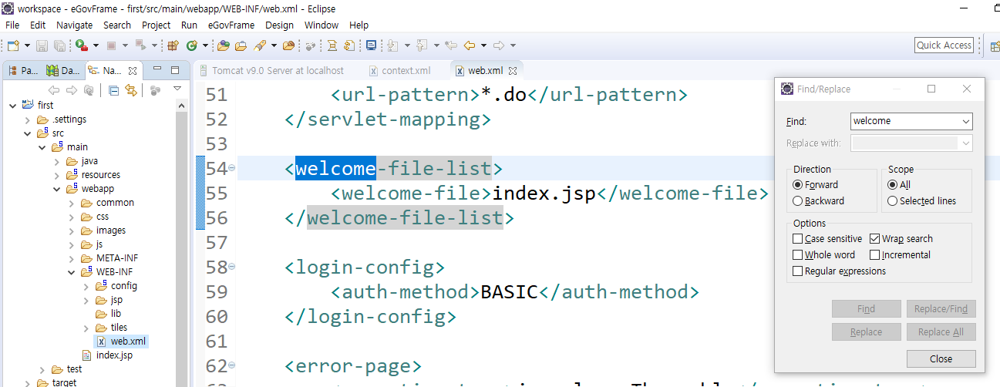 workspace - eGovFrame - first/src/main/webapp/WEB-INF/web.xml - Eclipse
File Edit Navigate Search Project Run eGovFrame Design Window Help
Quick Access
Pa... Da... Na...
first
.settings
src
main
java
resources
webapp
common
css
images
js
META-INF
WEB-INF
config
jsp
lib
tiles
web.xml
index.jsp
test
target
Tomcat v9.0 Server at localhost context.xml web.xml
51 <url-pattern>*.do</url-pattern>
52 </servlet-mapping>
53
54 <welcome-file-list>
55 <welcome-file>index.jsp</welcome-file>
56 </welcome-file-list>
57
58 <login-config>
59 <auth-method>BASIC</auth-method>
60 </login-config>
61
62 <error-page>
Find/Replace
Find: welcome
Replace with:
Direction Scope
Forward All
Backward Selected lines
Options
Case sensitive Wrap search
Whole word Incremental
Regular expressions
Find Replace/Find
Replace Replace All
Close